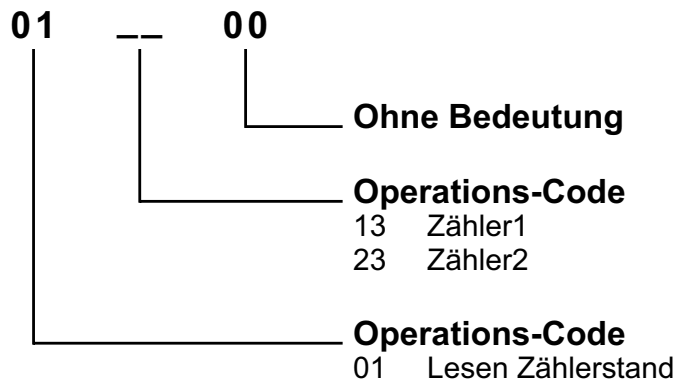 01 __ 00
Ohne Bedeutung
Operations-Code
13 Zähler1
23 Zähler2
Operations-Code
01 Lesen Zählerstand